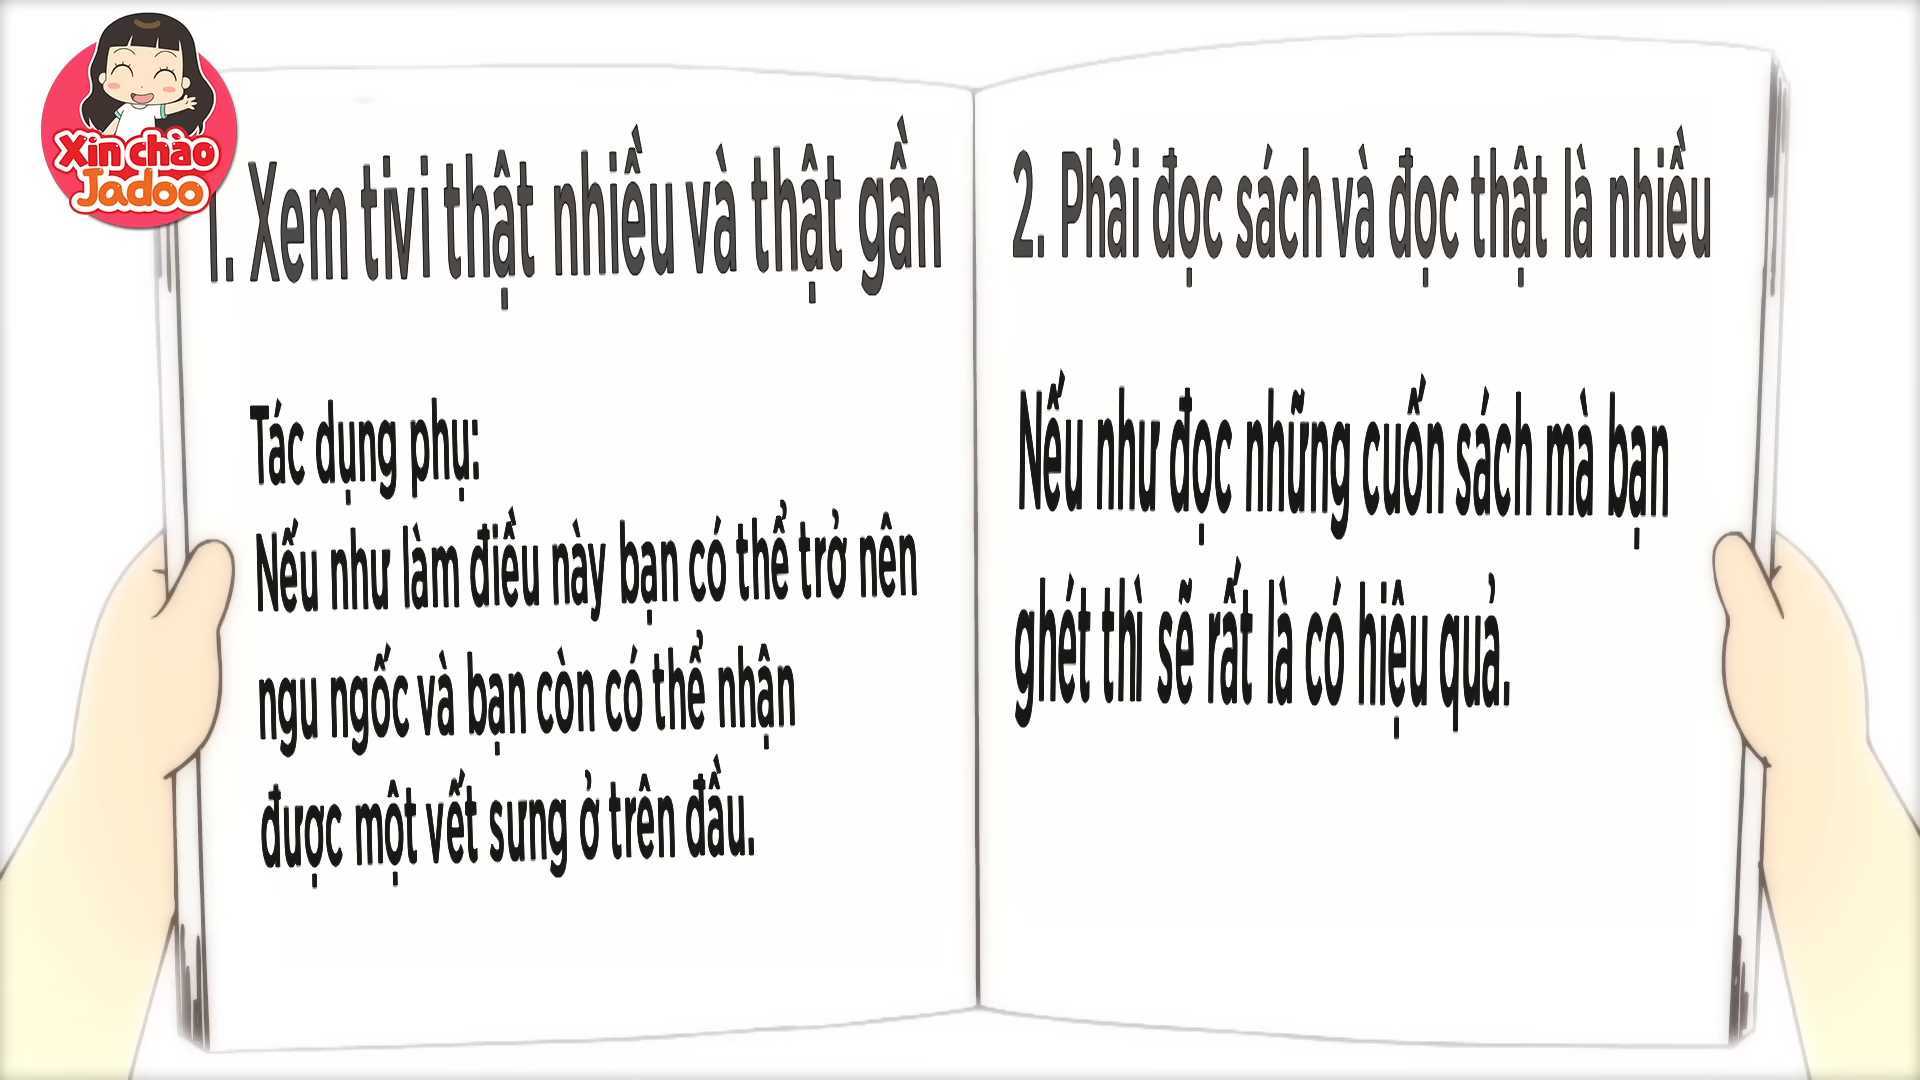 Xin chào
Jadoo
1. Xem tivi thật nhiều và thật gần
Tác dụng phụ:
Nếu như làm điều này bạn có thể trở nên
ngu ngốc và bạn còn có thể nhận
được một vết sưng ở trên đầu.
2. Phải đọc sách và đọc thật là nhiều
Nếu như đọc những cuốn sách mà bạn
ghét thì sẽ rất là có hiệu quả.